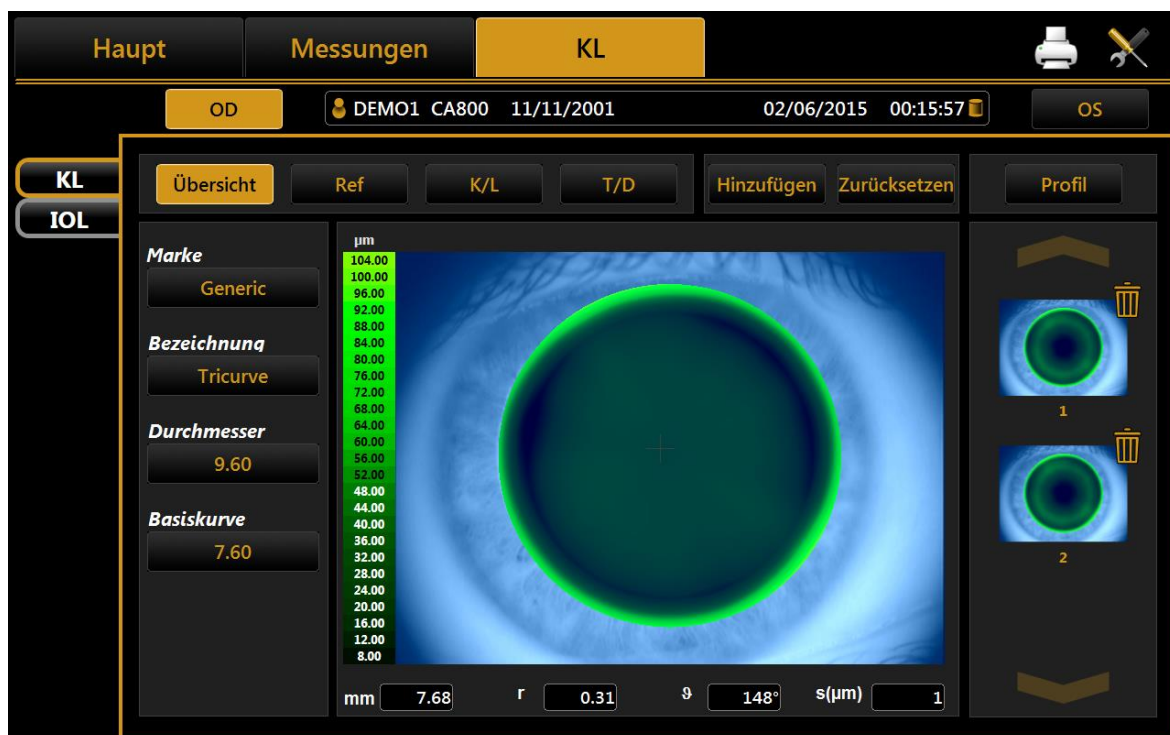 Haupt Messungen KL
OD DEMO1 CA800 11/11/2001 02/06/2015 00:15:57 OS
KL
IOL
Übersicht Ref K/L T/D Hinzufügen Zurücksetzen Profil
Marke
Generic
Bezeichnung
Tricurve
Durchmesser
9.60
Basiskurve
7.60
µm
104.00
100.00
96.00
92.00
88.00
84.00
80.00
76.00
72.00
68.00
64.00
60.00
56.00
52.00
48.00
44.00
40.00
36.00
32.00
28.00
24.00
20.00
16.00
12.00
8.00
mm 7.68 r 0.31 ϑ 148° s(µm) 1
1
2